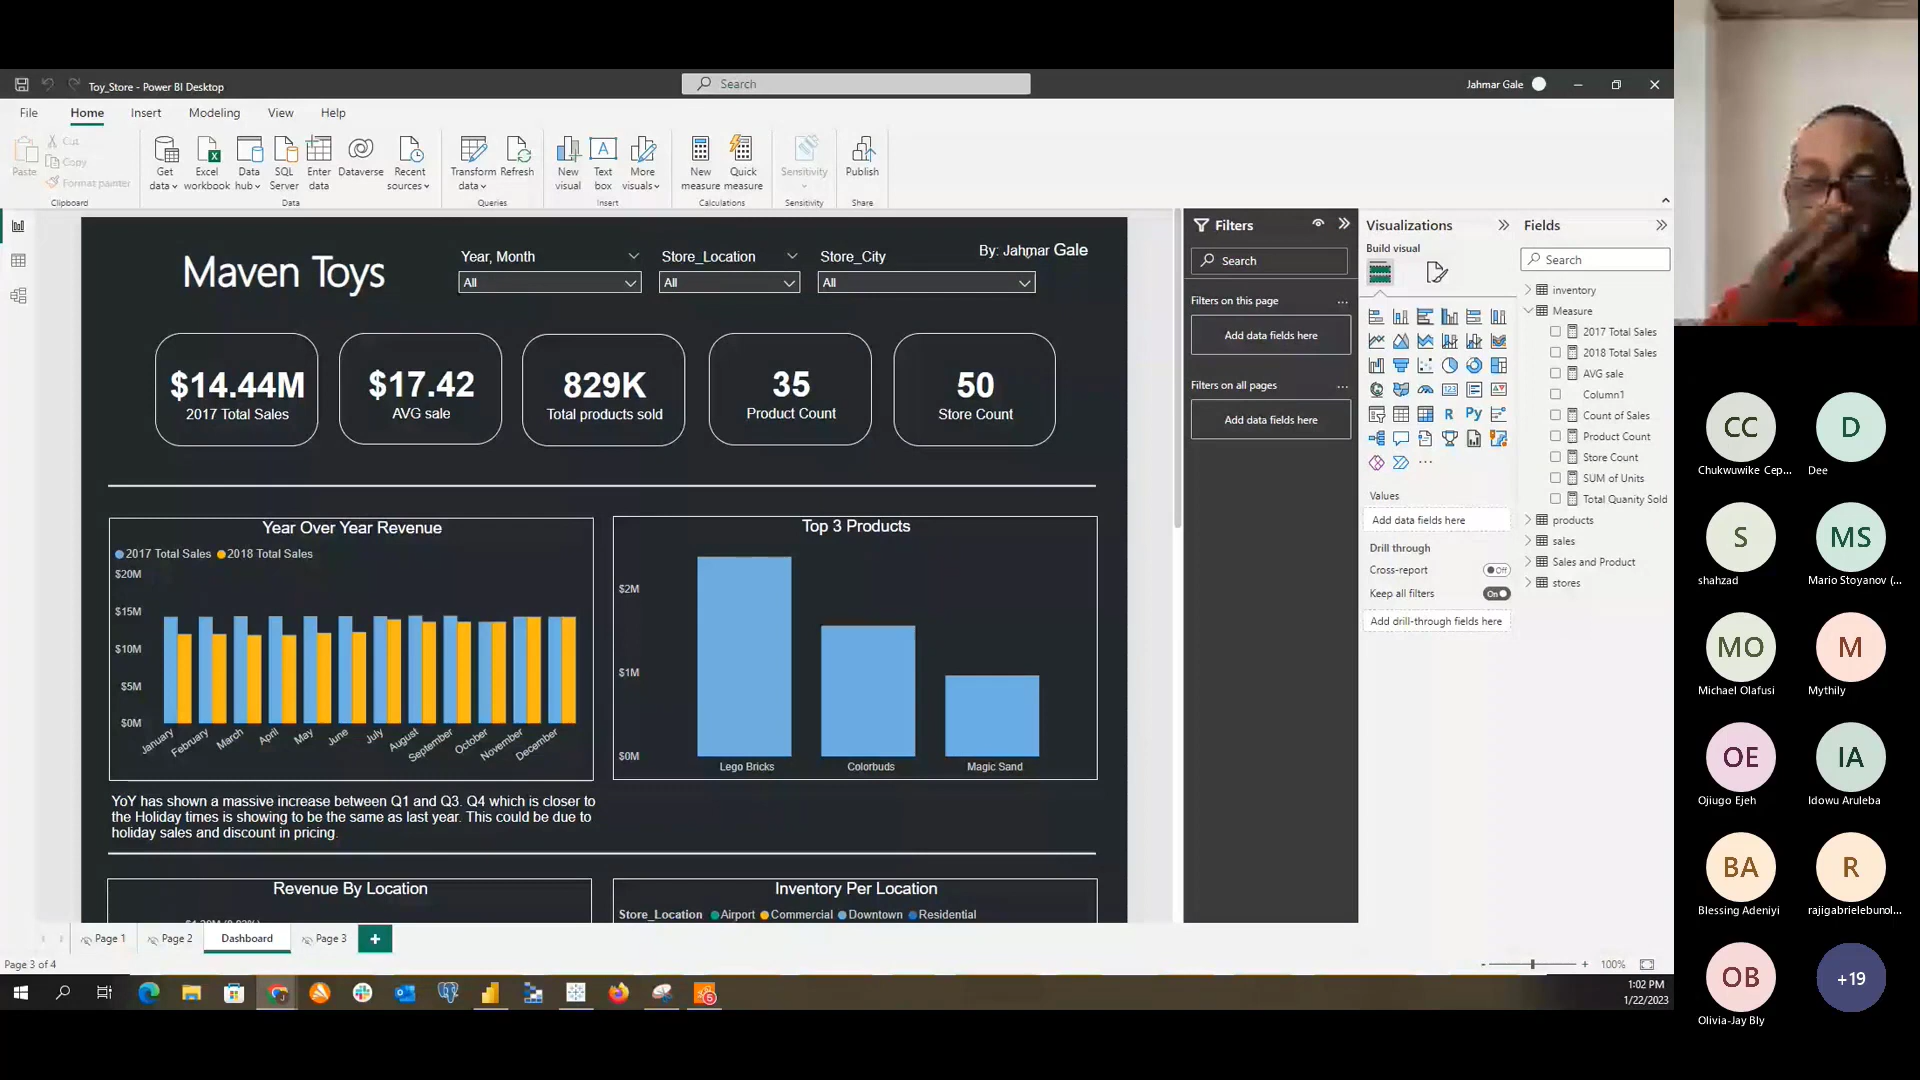 Toy_Store - Power BI Desktop
Search
Jahmar Gale
File
Home
Insert
Modeling
View
Help
Paste
Cut
Copy
Format painter
Get data
Excel workbook
Data hub
SQL Server
Enter data
Dataverse
Recent sources
Transform data
Refresh
New visual
Text box
More visuals
New measure
Quick measure
Sensitivity
Publish
Clipboard
Data
Queries
Insert
Calculations
Sensitivity
Share
Maven Toys
Year, Month
All
Store_Location
All
Store_City
All
By: Jahmar Gale
$14.44M
2017 Total Sales
$17.42
AVG sale
829K
Total products sold
35
Product Count
50
Store Count
Year Over Year Revenue
2017 Total Sales
2018 Total Sales
$20M
$15M
$10M
$5M
$0M
January
February
March
April
May
June
July
August
September
October
November
December
YoY has shown a massive increase between Q1 and Q3. Q4 which is closer to
the Holiday times is showing to be the same as last year. This could be due to
holiday sales and discount in pricing.
Top 3 Products
$2M
$1M
$0M
Lego Bricks
Colorbuds
Magic Sand
Revenue By Location
Inventory Per Location
Store_Location
Airport
Commercial
Downtown
Residential
Filters
Search
Filters on this page
Add data fields here
Filters on all pages
Add data fields here
Visualizations
Build visual
R
Py
123
Values
Add data fields here
Drill through
Cross-report
Off
Keep all filters
On
Add drill-through fields here
Fields
Search
inventory
Measure
2017 Total Sales
2018 Total Sales
AVG sale
Column1
Count of Sales
Product Count
Store Count
SUM of Units
Total Quanity Sold
products
sales
Sales and Product
stores
Page 1
Page 2
Dashboard
Page 3
+
Page 3 of 4
- + 100%
1:02 PM
1/22/2023
CC
Chukwuwike Cep...
D
Dee
S
shahzad
MS
Mario Stoyanov (...
MO
Michael Olafusi
M
Mythily
OE
Ojiugo Ejeh
IA
Idowu Aruleba
BA
Blessing Adeniyi
R
rajigabrielebunol...
OB
Olivia-Jay Bly
+19